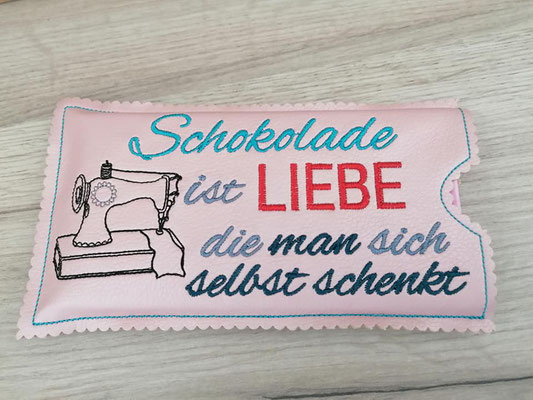 Schokolade
ist LIEBE
die man sich
selbst schenkt